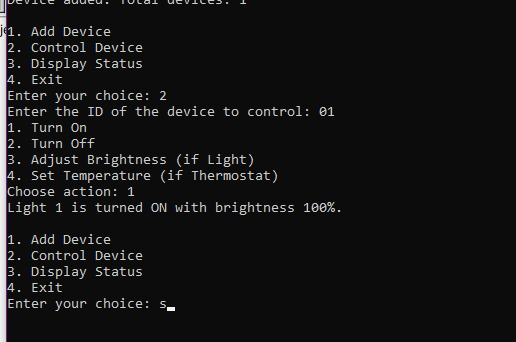 Device added. Total devices: 1
1. Add Device
2. Control Device
3. Display Status
4. Exit
Enter your choice: 2
Enter the ID of the device to control: 01
1. Turn On
2. Turn Off
3. Adjust Brightness (if Light)
4. Set Temperature (if Thermostat)
Choose action: 1
Light 1 is turned ON with brightness 100%.
1. Add Device
2. Control Device
3. Display Status
4. Exit
Enter your choice: s